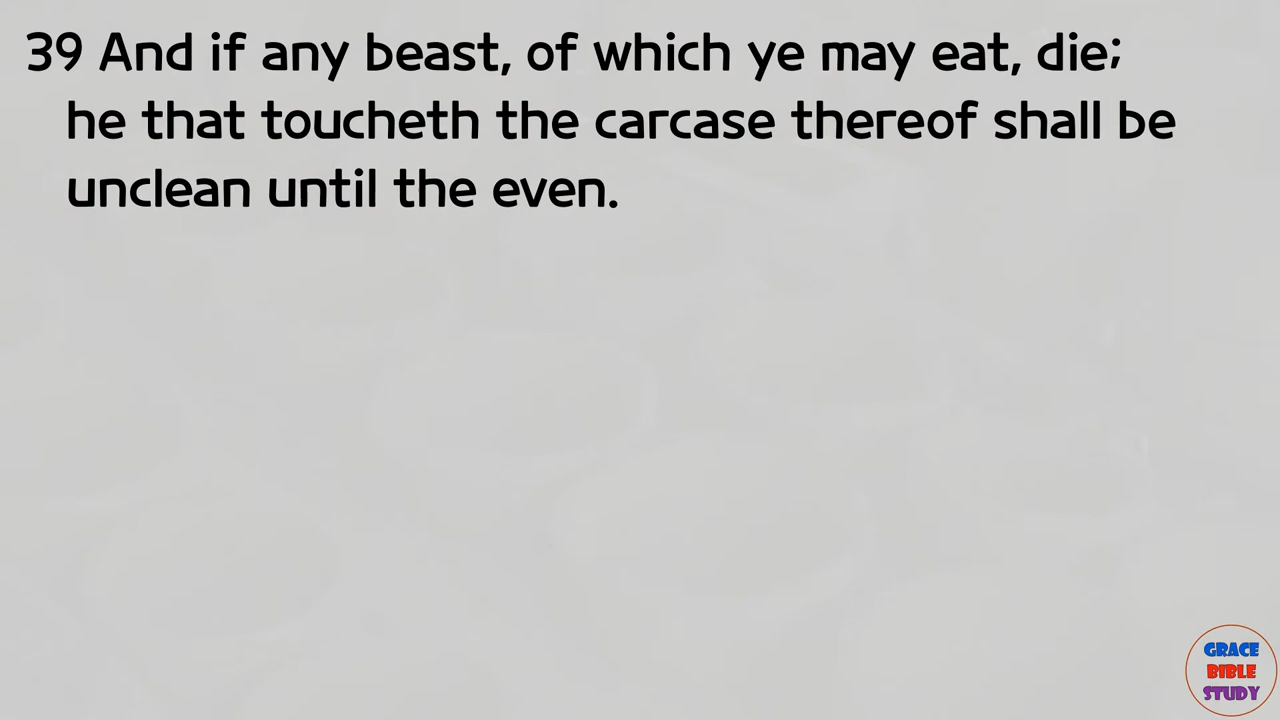 39 And if any beast, of which ye may eat, die;
he that toucheth the carcase thereof shall be
unclean until the even.
GRACE
BIBLE
STUDY